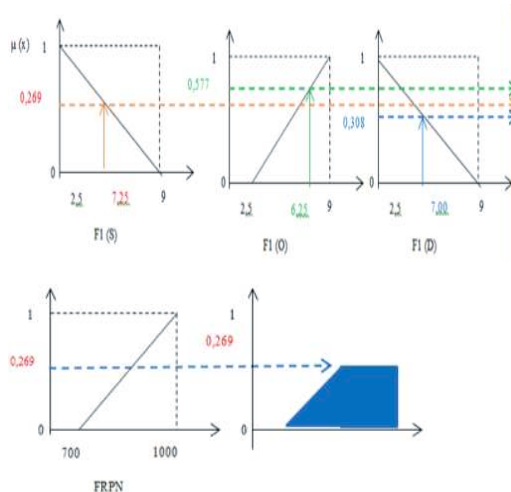 μ (x)
1
0,269
0
2,5 7,25 9
F1 (S)
1
0,577
0
2,5 6,25 9
F1 (O)
1
0,308
0
2,5 7,00 9
F1 (D)
1
0,269
0
700 1000
FRPN
1
0,269
0